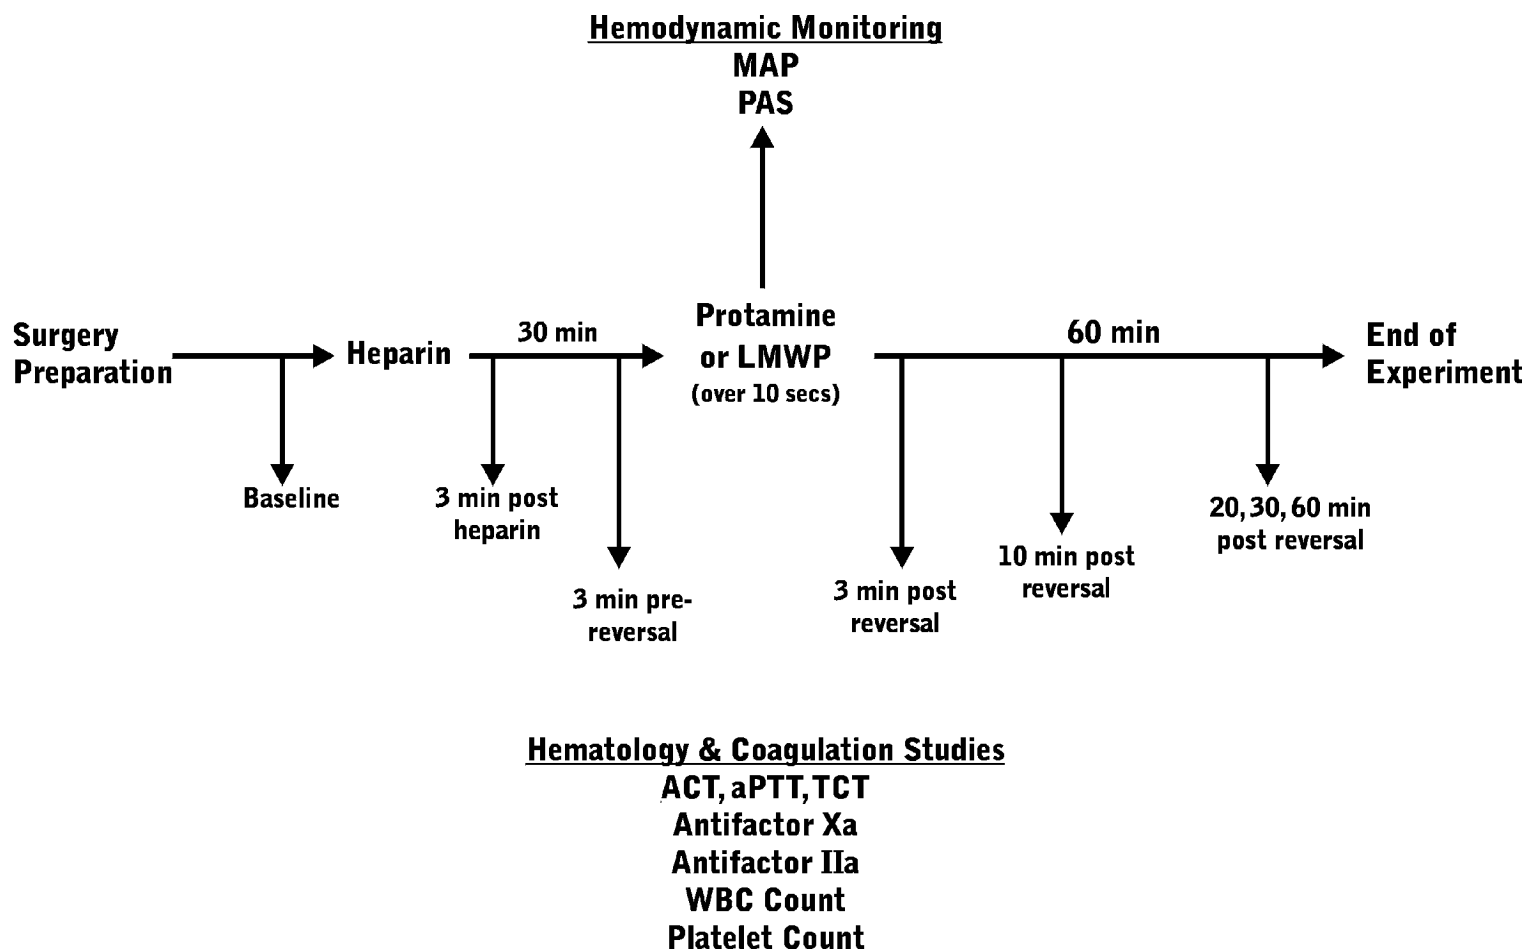 Hemodynamic Monitoring
MAP
PAS
Surgery
Preparation
Heparin
30 min
Protamine
or LMWP
(over 10 secs)
60 min
End of
Experiment
Baseline
3 min post
heparin
3 min pre-
reversal
3 min post
reversal
10 min post
reversal
20, 30, 60 min
post reversal
Hematology & Coagulation Studies
ACT, aPTT, TCT
Antifactor Xa
Antifactor IIa
WBC Count
Platelet Count